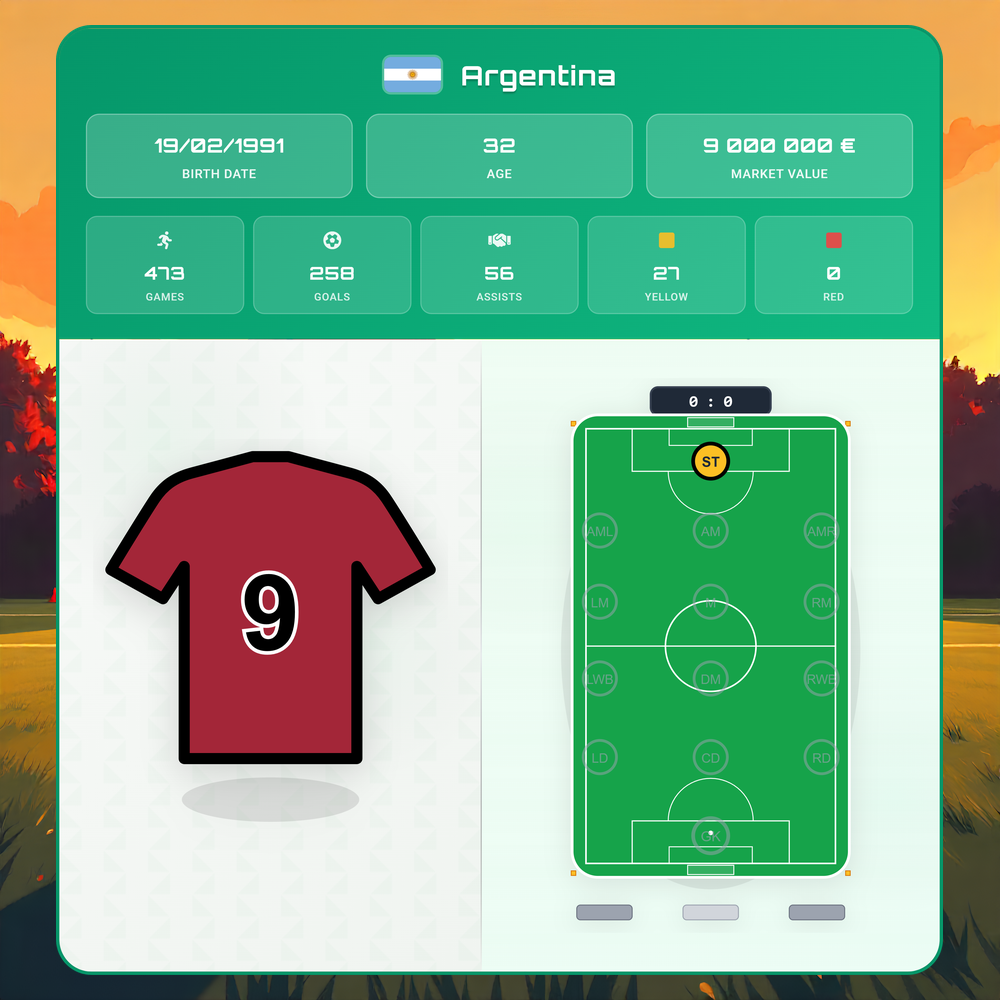 Argentina
19/02/1991
BIRTH DATE
32
AGE
9 000 000 €
MARKET VALUE
473
GAMES
258
GOALS
56
ASSISTS
27
YELLOW
0
RED
0 : 0
ST
AML AM AMR
LM M RM
LWB DM RWB
LD CD RD
GK
9